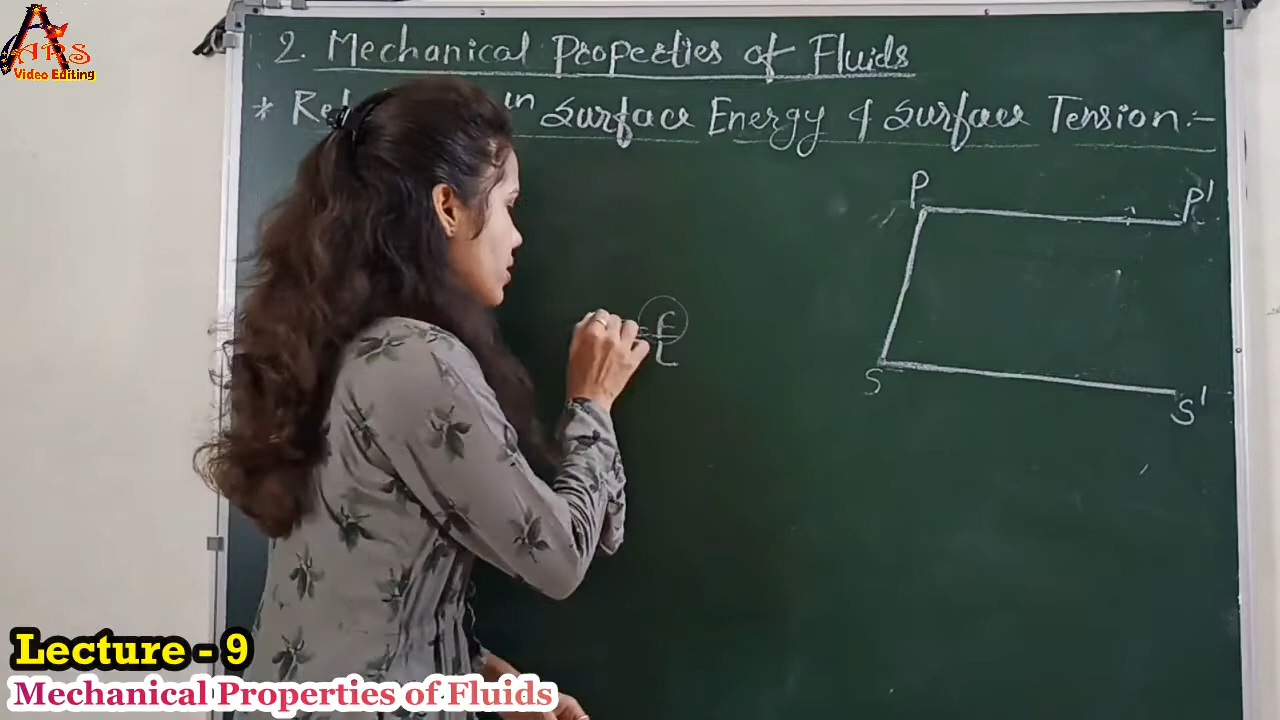 ARS
Video Editing
2. Mechanical Properties of Fluids
* in Surface Energy & Surface Tension :-
P
P'
= F
L
S
S'
Lecture - 9
Mechanical Properties of Fluids